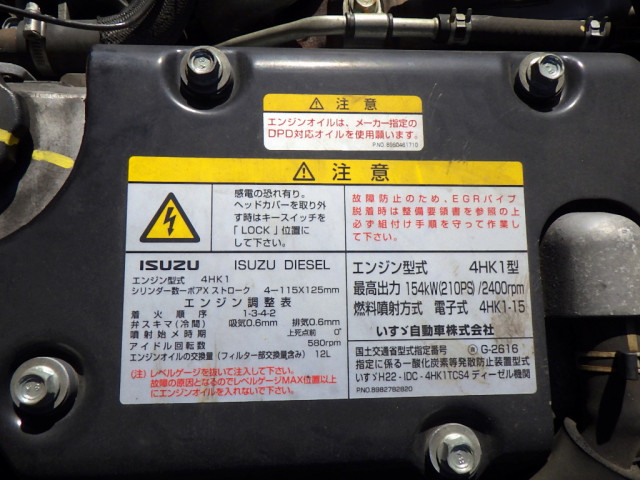 ⚠ 注意
エンジンオイルは、メーカー指定の
DPD対応オイルを使用願います。
P.NO.8980461710
⚠ 注意
感電の恐れ有り。
ヘッドカバーを取り外
す時はキースイッチを
「LOCK」位置に
して下さい。
故障防止のため、EGRパイプ
脱着時は整備要領書を参照の上
必ず組付け手順を守って作業し
て下さい。
ISUZU ISUZU DIESEL
エンジン型式 4HK1
シリンダー数-ボアXストローク 4-115X125mm
エンジン調整表
着火順序 1-3-4-2
弁スキマ(冷間) 吸気0.6mm 排気0.6mm
噴射始メ時期 上死点前 0°
アイドル回転数 580rpm
エンジンオイルの交換量(フィルター部交換量含み) 12L
(注)レベルゲージを抜いて注入して下さい。
故障の原因となるのでレベルゲージMAX位置以上に
エンジンオイルを入れないで下さい。
エンジン型式 4HK1型
最高出力 154kW(210PS)/2400rpm
燃料噴射方式 電子式 4HK1-15
いすゞ自動車株式会社
国土交通省型式指定番号 G-2616
指定に係る一酸化炭素等発散防止装置型式
いすゞH22-IDC-4HK1TCS4 ディーゼル機関
P.NO.8982782820